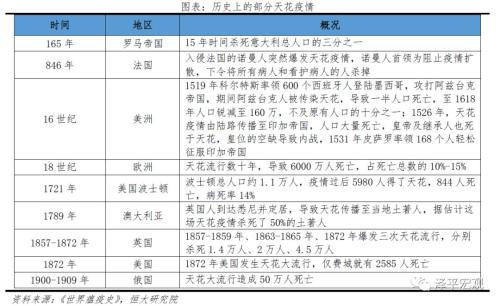 图表：历史上的部分天花疫情
时间 地区 概况
165 年 罗马帝国 15 年时间杀死意大利总人口的三分之一
846 年 法国 入侵法国的诺曼人突然爆发天花疫情，诺曼人首领为阻止疫情扩
散，下令将所有病人和看护病人的人杀掉
16 世纪 美洲 1519 年科尔特斯率领 600 个西班牙人登陆墨西哥，攻打阿兹台克
帝国，期间阿兹台克人被传染天花，导致一半人口死亡，至 1618
年人口锐减至 160 万，不及原有人口的十分之一；1526 年，天花
疫情由陆路传播至印加帝国，人口大量死亡，皇帝及继承人也死
于天花，皇位的空缺导致内战，1531 年皮萨罗率领 168 个人轻松
征服印加帝国
18 世纪 欧洲 天花流行数十年，导致 6000 万人死亡，占死亡总数的 10%-15%
1721 年 美国波士顿 波士顿总人口约 1.1 万人，疫情过后 5980 人得了天花，844 人死
亡，病死率 14%
1789 年 澳大利亚 英国人到达悉尼并定居，导致天花传播至当地土著人，据估计这
场天花疫情杀死了 50%的土著人
1857-1872 年 英国 1857-1859 年、1863-1865 年、1872 年爆发三次天花流行，分别
杀死 1.4 万人、2 万人、4.5 万人
1872 年 美国 1872 年美国发生天花大流行，仅费城就有 2585 人死亡
1900-1909 年 俄国 天花大流行造成 50 万人死亡
资料来源：《世界瘟疫史》，恒大研究院
泽平宏观